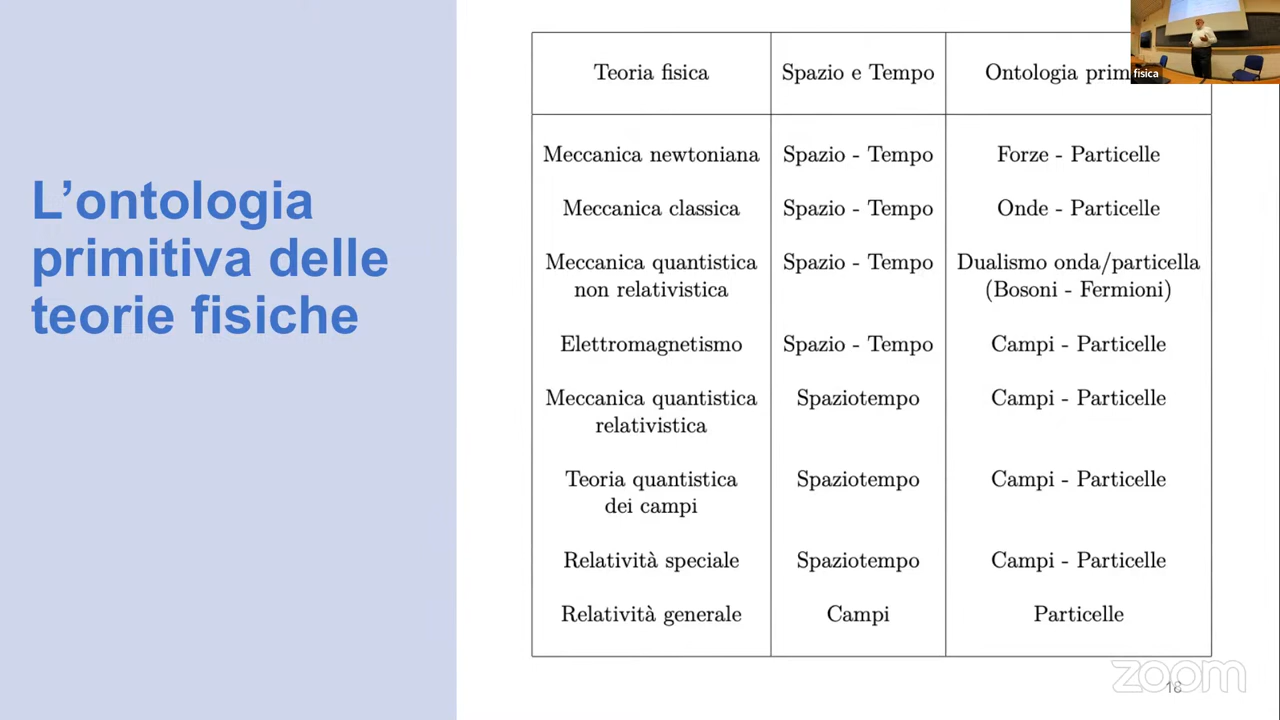 L'ontologia
primitiva delle
teorie fisiche
Teoria fisica Spazio e Tempo Ontologia
Meccanica newtoniana Spazio - Tempo Forze - Particelle
Meccanica classica Spazio - Tempo Onde - Particelle
Meccanica quantistica Spazio - Tempo Dualismo onda/particella
non relativistica (Bosoni - Fermioni)
Elettromagnetismo Spazio - Tempo Campi - Particelle
Meccanica quantistica Spaziotempo Campi - Particelle
relativistica
Teoria quantistica Spaziotempo Campi - Particelle
dei campi
Relatività speciale Spaziotempo Campi - Particelle
Relatività generale Campi Particelle
fisica
zoom
18